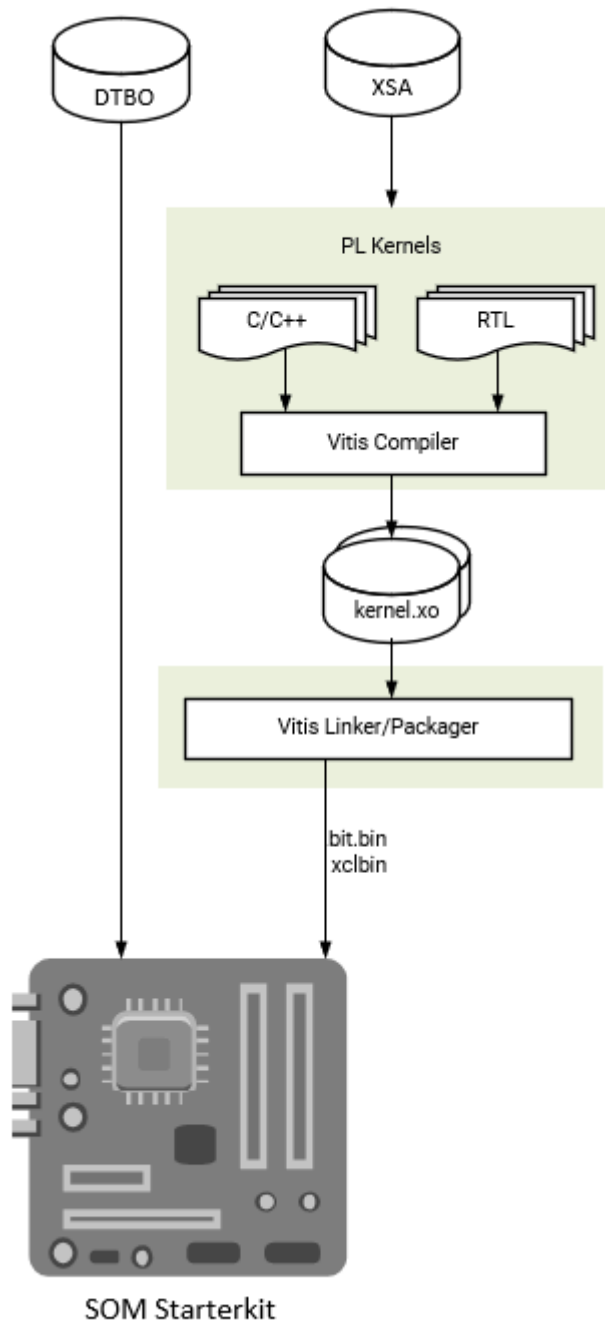 DTBO
XSA
PL Kernels
C/C++
RTL
Vitis Compiler
kernel.xo
Vitis Linker/Packager
.bit.bin
xclbin
SOM Starterkit